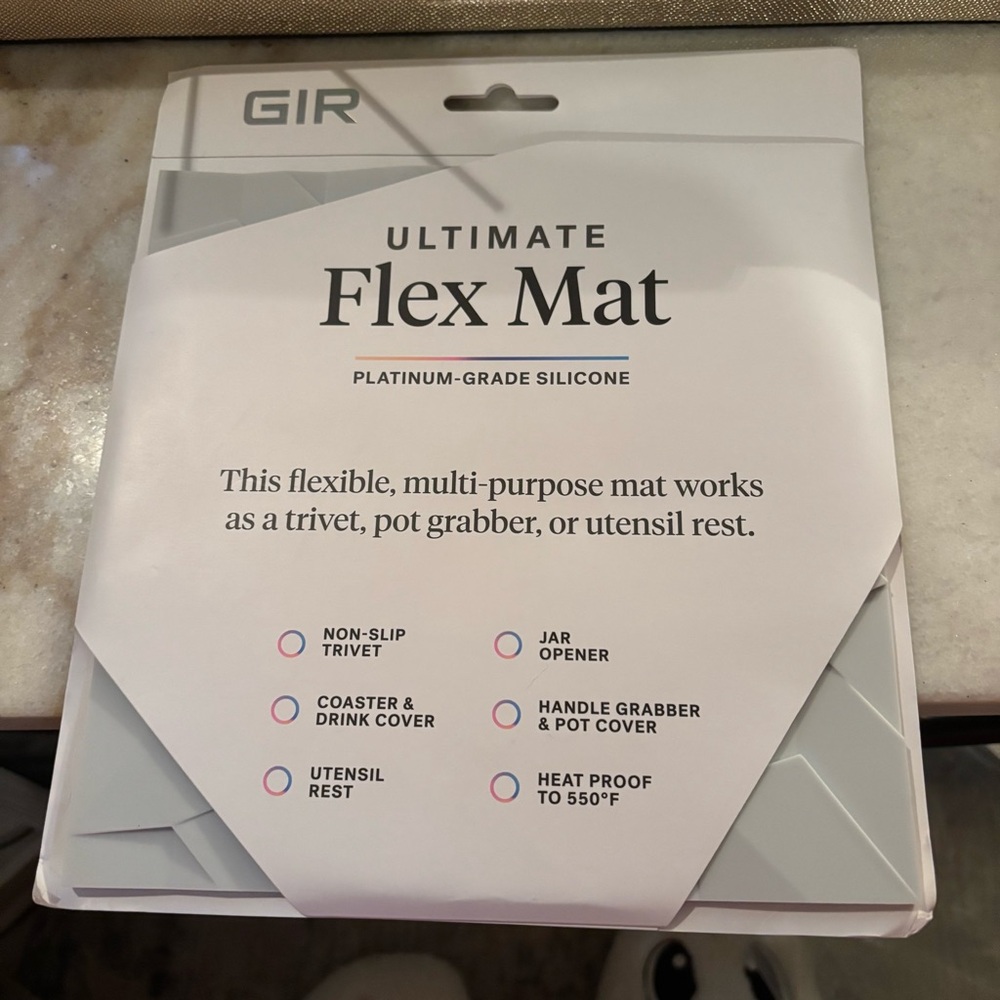 GIR
ULTIMATE
Flex Mat
PLATINUM-GRADE SILICONE
This flexible, multi-purpose mat works
as a trivet, pot grabber, or utensil rest.
NON-SLIP
TRIVET
JAR
OPENER
COASTER &
DRINK COVER
HANDLE GRABBER
& POT COVER
UTENSIL
REST
HEAT PROOF
TO 550°F